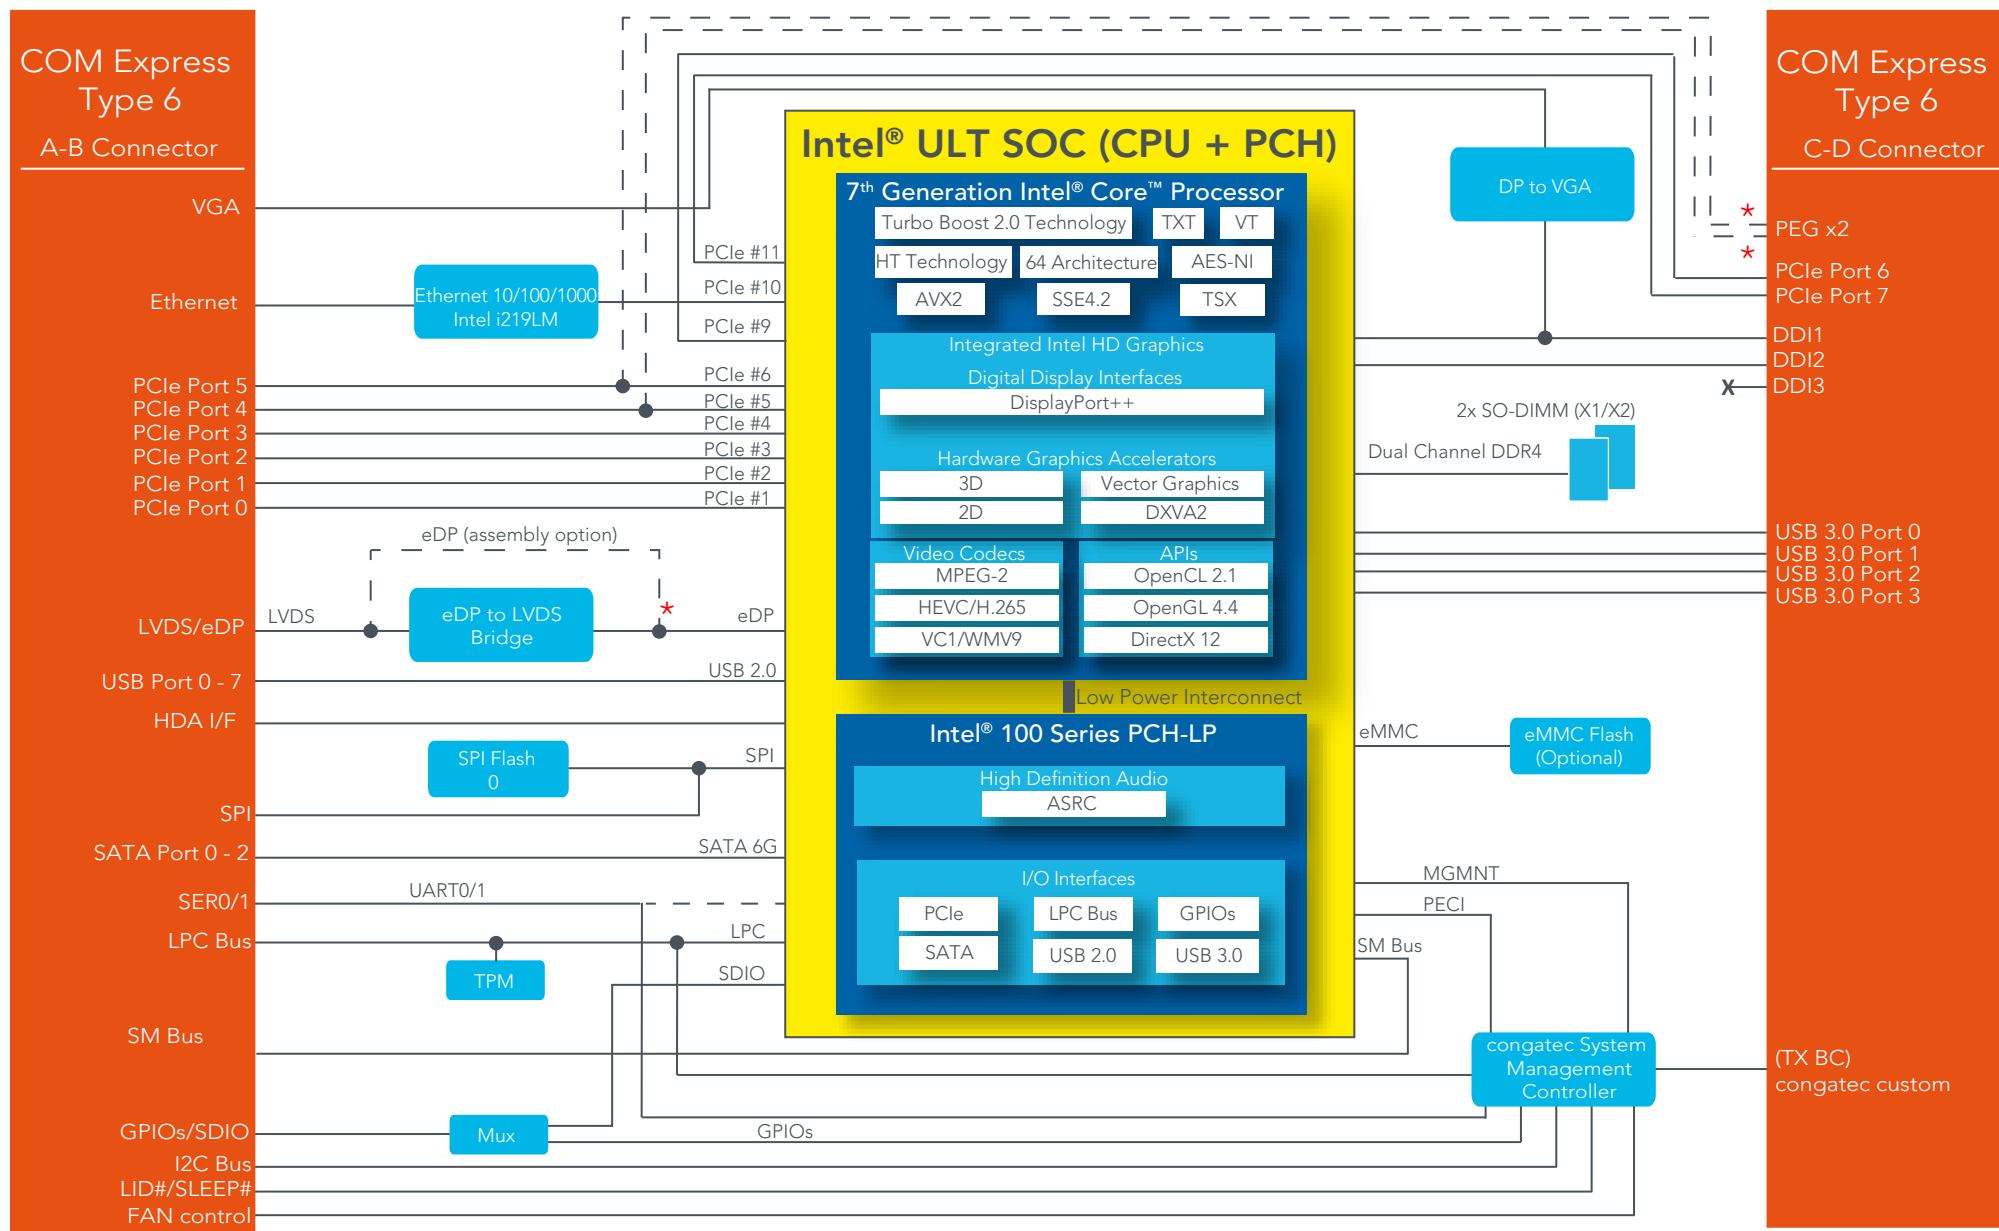 COM Express
Type 6
A-B Connector
VGA
Ethernet
PCIe Port 5
PCIe Port 4
PCIe Port 3
PCIe Port 2
PCIe Port 1
PCIe Port 0
LVDS/eDP
USB Port 0 - 7
HDA I/F
SPI
SATA Port 0 - 2
SER0/1
LPC Bus
SM Bus
GPIOs/SDIO
I2C Bus
LID#/SLEEP#
FAN control
Ethernet 10/100/1000
Intel i219LM
eDP (assembly option)
LVDS
eDP to LVDS
Bridge
*
eDP
USB 2.0
SPI Flash
0
SPI
SATA 6G
UART0/1
LPC
TPM
SDIO
Mux
GPIOs
PCIe #11
PCIe #10
PCIe #9
PCIe #6
PCIe #5
PCIe #4
PCIe #3
PCIe #2
PCIe #1
Intel® ULT SOC (CPU + PCH)
7th Generation Intel® Core™ Processor
Turbo Boost 2.0 Technology
TXT
VT
HT Technology
64 Architecture
AES-NI
AVX2
SSE4.2
TSX
Integrated Intel HD Graphics
Digital Display Interfaces
DisplayPort++
Hardware Graphics Accelerators
3D
Vector Graphics
2D
DXVA2
Video Codecs
MPEG-2
HEVC/H.265
VC1/WMV9
APIs
OpenCL 2.1
OpenGL 4.4
DirectX 12
Low Power Interconnect
Intel® 100 Series PCH-LP
High Definition Audio
ASRC
I/O Interfaces
PCIe
LPC Bus
GPIOs
SATA
USB 2.0
USB 3.0
DP to VGA
2x SO-DIMM (X1/X2)
Dual Channel DDR4
eMMC
eMMC Flash
(Optional)
MGMNT
PECI
SM Bus
congatec System
Management
Controller
COM Express
Type 6
C-D Connector
*
PEG x2
*
PCIe Port 6
PCIe Port 7
DDI1
DDI2
X
DDI3
USB 3.0 Port 0
USB 3.0 Port 1
USB 3.0 Port 2
USB 3.0 Port 3
(TX BC)
congatec custom